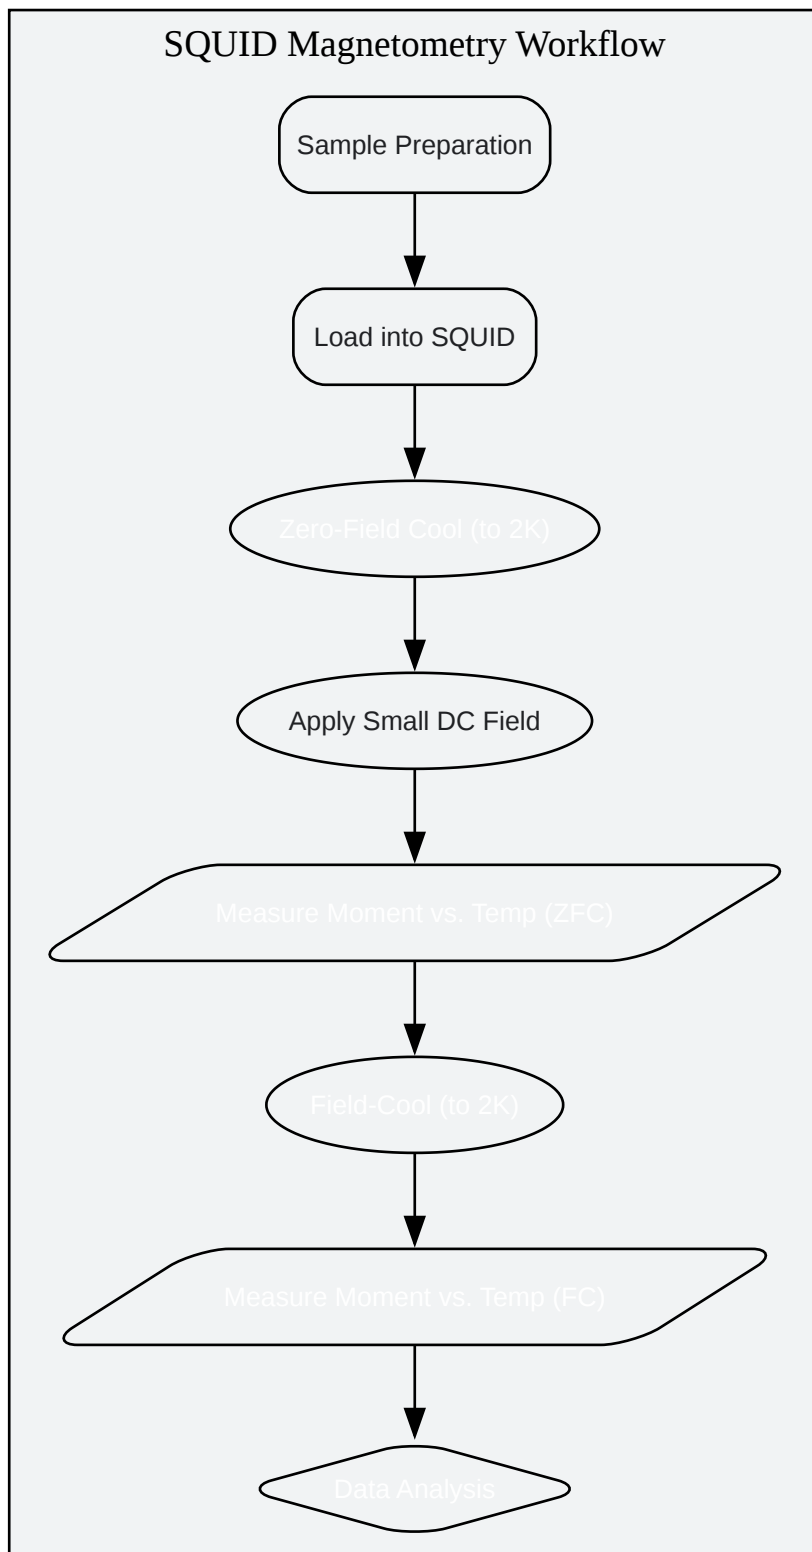 SQUID Magnetometry Workflow
Sample Preparation
Load into SQUID
Zero-Field Cool (to 2K)
Apply Small DC Field
Measure Moment vs. Temp (ZFC)
Field-Cool (to 2K)
Measure Moment vs. Temp (FC)
Data Analysis